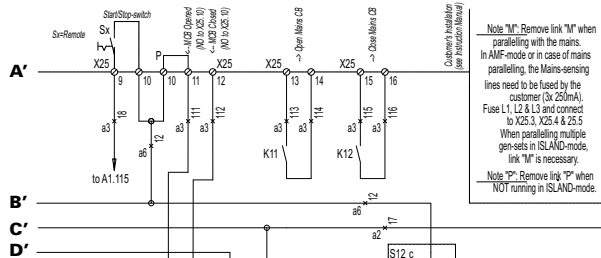 Start/Stop-switch
Sx=Remote
Sx
P
<-MCB Opened
(NO to X25.10)
<- MCB Closed
(NO to X25.10)
-> Open Mains CB
-> Close Mains CB
Customer's Installation
(see Instruction Manual)
A’
X25
X25
X25
X25
9
10
10
11
12
13
14
15
16
18
111
112
113
114
115
116
a3
a3
a3
a3
a3
a3
a3
12
a6
K11
K12
to A1.115
B’
12
a6
C’
17
a2
D’
S12 c
Note "M": Remove link "M" when
parallelling with the mains.
In AMF-mode or in case of mains
parallelling, the Mains-sensing
lines need to be fused by the
customer (3x 250mA).
Fuse L1, L2 & L3 and connect
to X25.3, X25.4 & 25.5
When parallelling multiple
gen-sets in ISLAND-mode,
link "M" is necessary.
Note "P": Remove link "P" when
NOT running in ISLAND-mode.